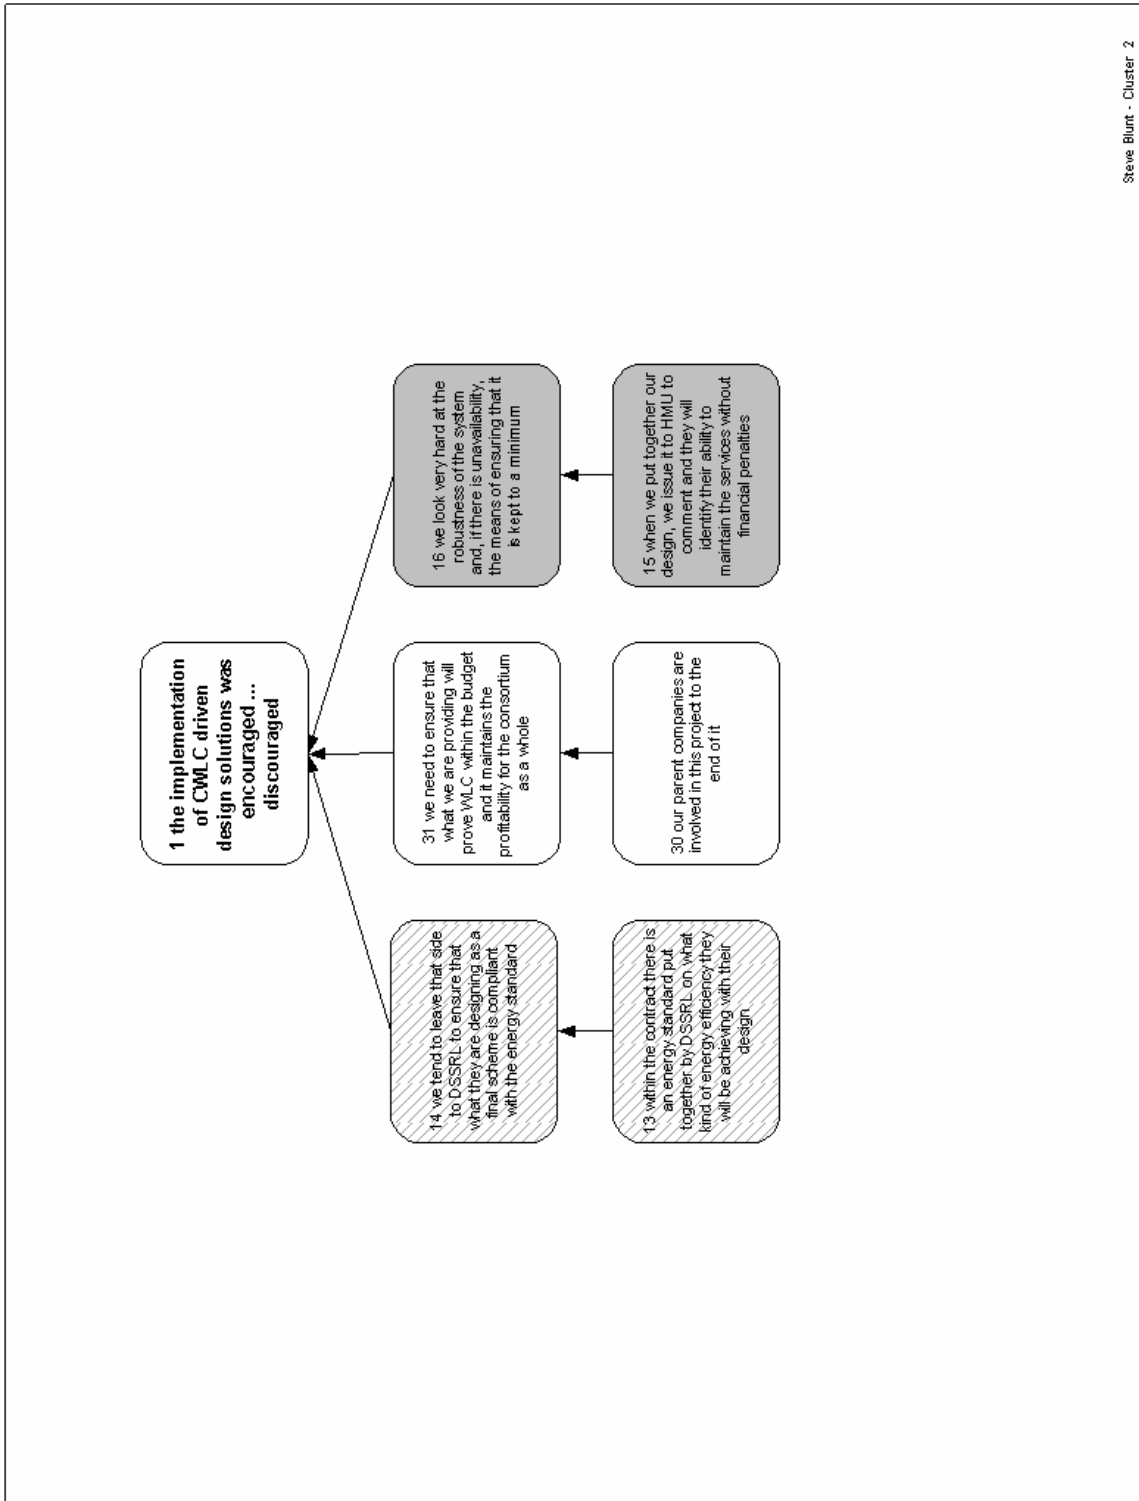 1 the implementation
of CWLC driven
design solutions was
encouraged ...
discouraged
14 we tend to leave that side
to DSSRL to ensure that
what they are designing as a
final scheme is compliant
with the energy standard
31 we need to ensure that
what we are providing will
prove WLC within the budget
and it maintains the
profitability for the consortium
as a whole
16 we look very hard at the
robustness of the system
and, if there is unavailability,
the means of ensuring that it
is kept to a minimum
13 within the contract there is
an energy standard put
together by DSSRL on what
kind of energy efficiency they
will be achieving with their
design
30 our parent companies are
involved in this project to the
end of it
15 when we put together our
design, we issue it to HMU to
comment and they will
identify their ability to
maintain the services without
financial penalties
Steve Blunt - Cluster 2